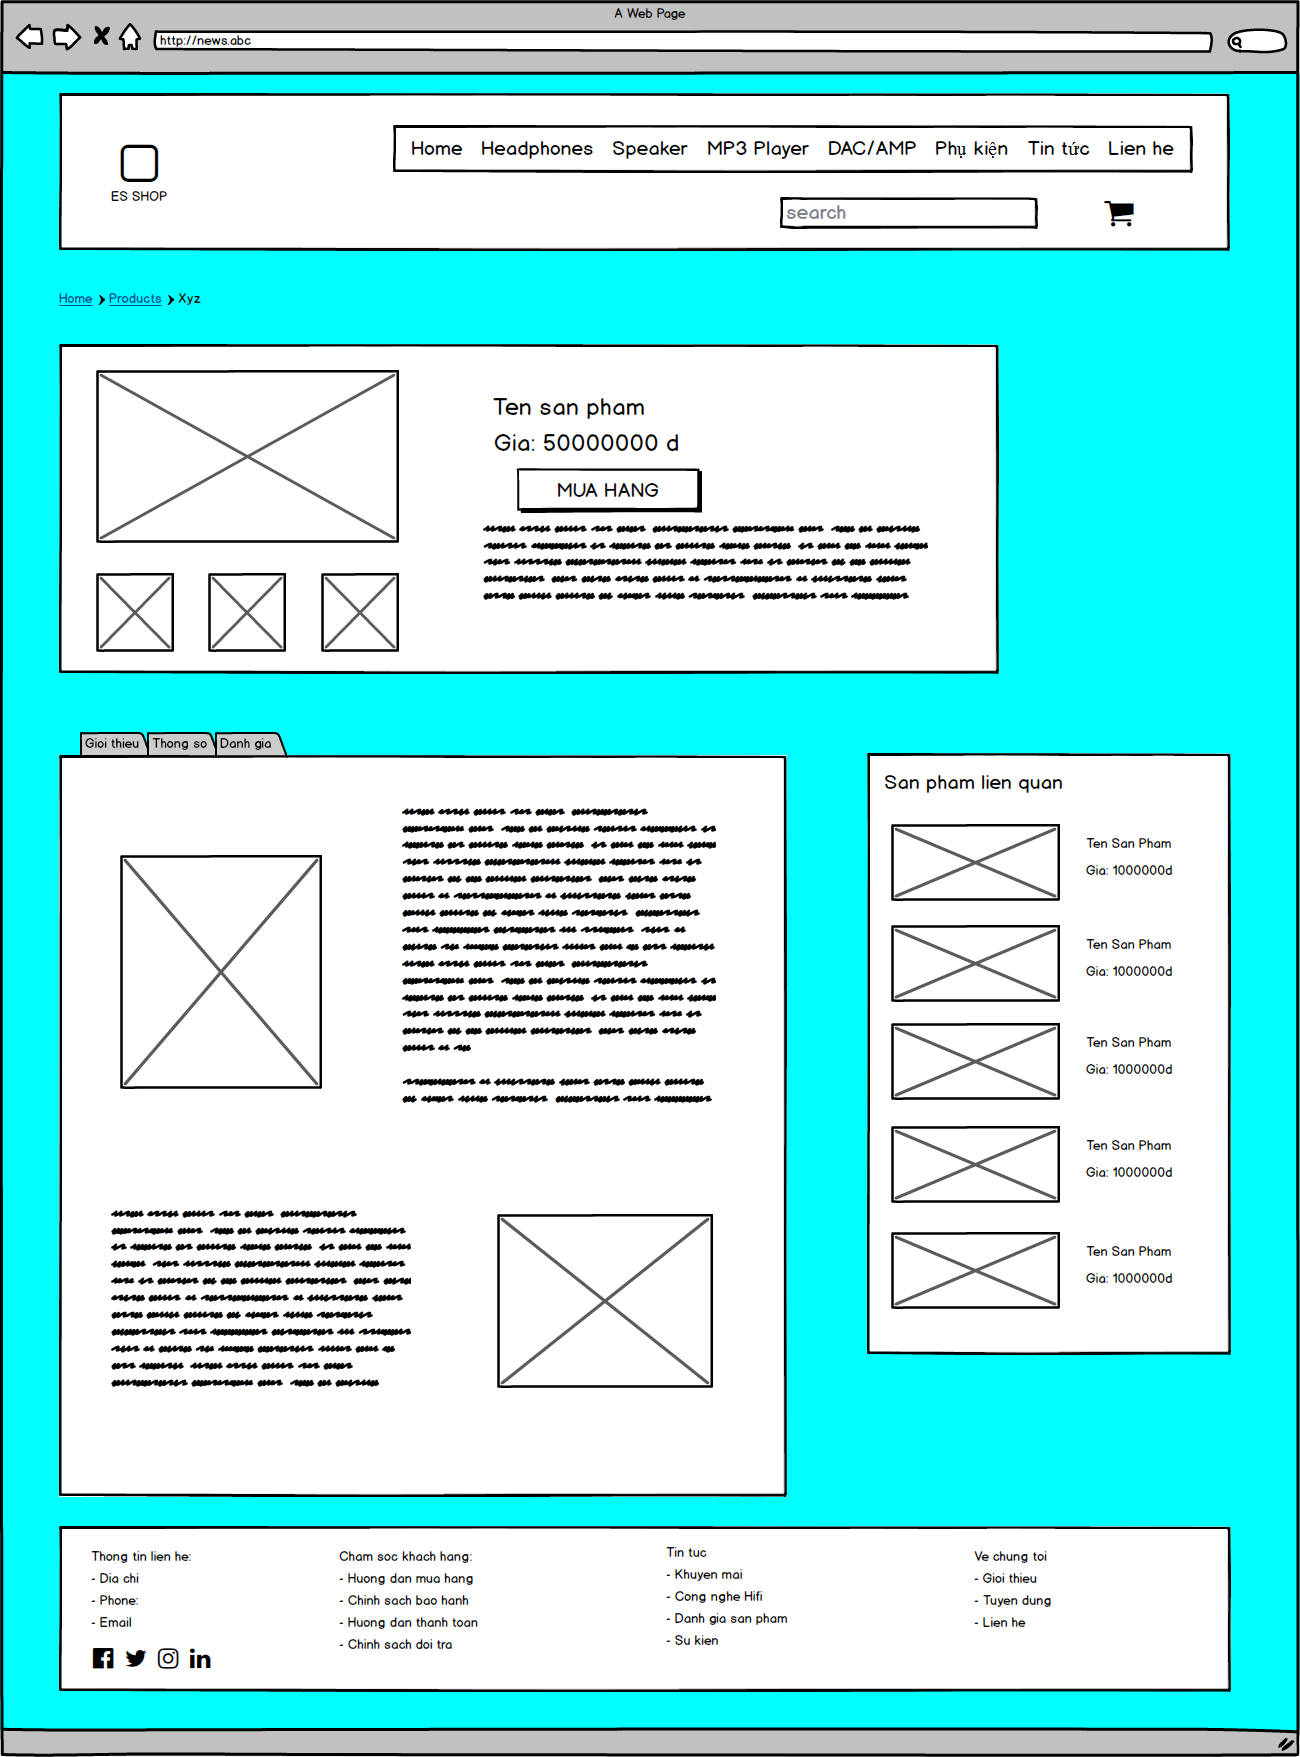 A Web Page
http://news.abc
Home Headphones Speaker MP3 Player DAC/AMP Phụ kiện Tin tức Lien he
ES SHOP
search
Home Products Xyz
Ten san pham
Gia: 50000000 d
MUA HANG
Gioi thieu Thong so Danh gia
San pham lien quan
Ten San Pham
Gia: 1000000d
Ten San Pham
Gia: 1000000d
Ten San Pham
Gia: 1000000d
Ten San Pham
Gia: 1000000d
Ten San Pham
Gia: 1000000d
Thong tin lien he:
- Dia chi
- Phone:
- Email
Cham soc khach hang:
- Huong dan mua hang
- Chinh sach bao hanh
- Huong dan thanh toan
- Chinh sach doi tra
Tin tuc
- Khuyen mai
- Cong nghe Hifi
- Danh gia san pham
- Su kien
Ve chung toi
- Gioi thieu
- Tuyen dung
- Lien he